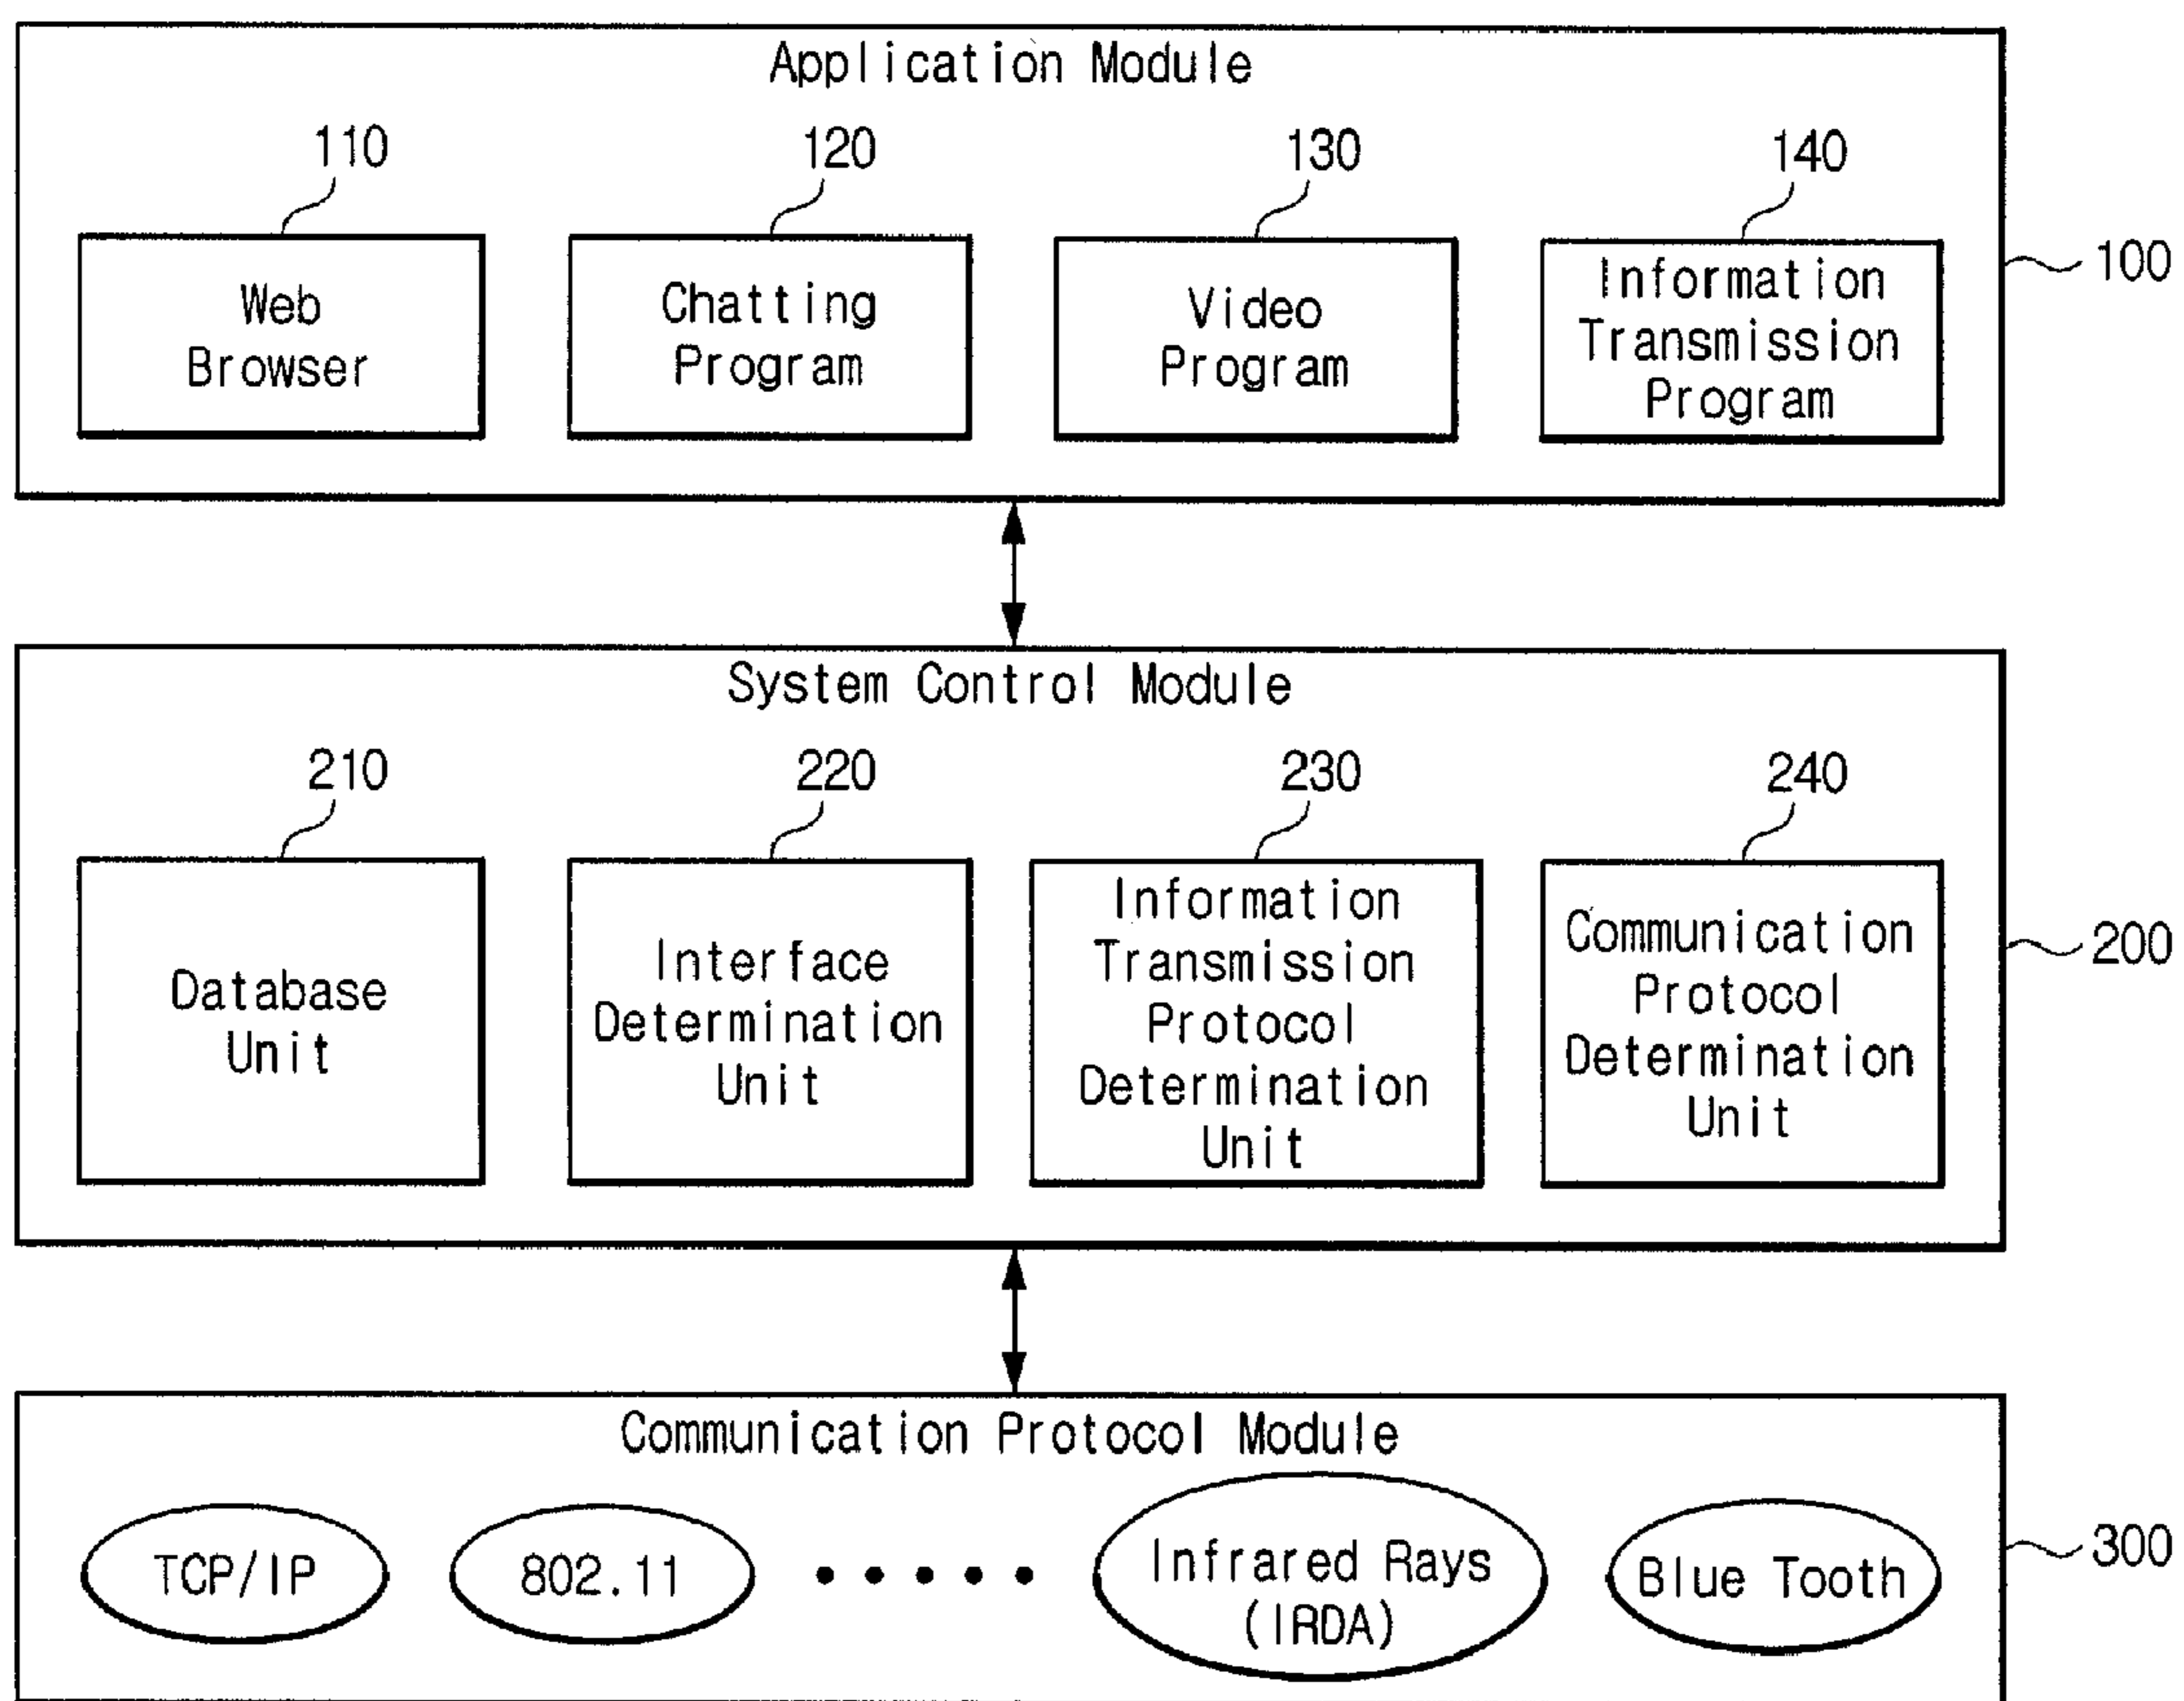 Application Module
110
120
130
140
Web
Browser
Chatting
Program
Video
Program
Information
Transmission
Program
100
System Control Module
210
220
230
240
Database
Unit
Interface
Determination
Unit
Information
Transmission
Protocol
Determination
Unit
Communication
Protocol
Determination
Unit
200
Communication Protocol Module
TCP/IP
802.11
Infrared Rays
(IRDA)
Blue Tooth
300